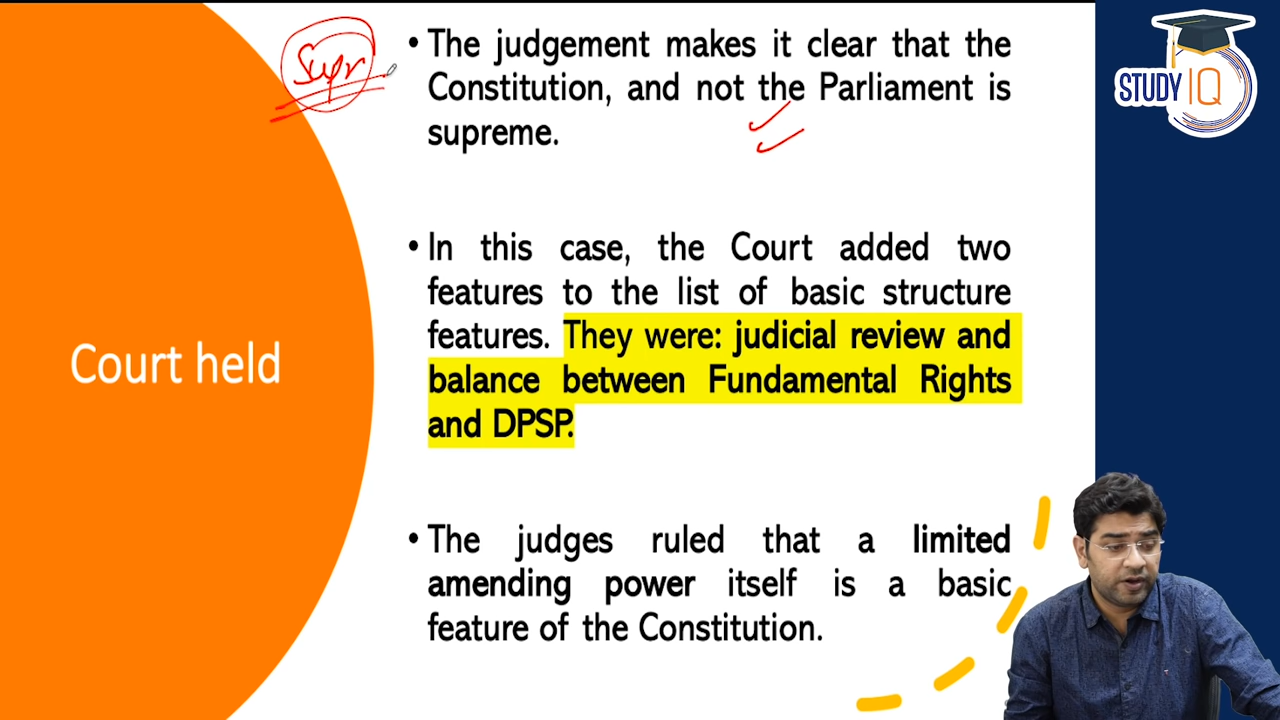 Supr
• The judgement makes it clear that the
Constitution, and not the Parliament is
supreme.
• In this case, the Court added two
features to the list of basic structure
features. They were: judicial review and
balance between Fundamental Rights
and DPSP.
• The judges ruled that a limited
amending power itself is a basic
feature of the Constitution.
Court held
STUDY IQ